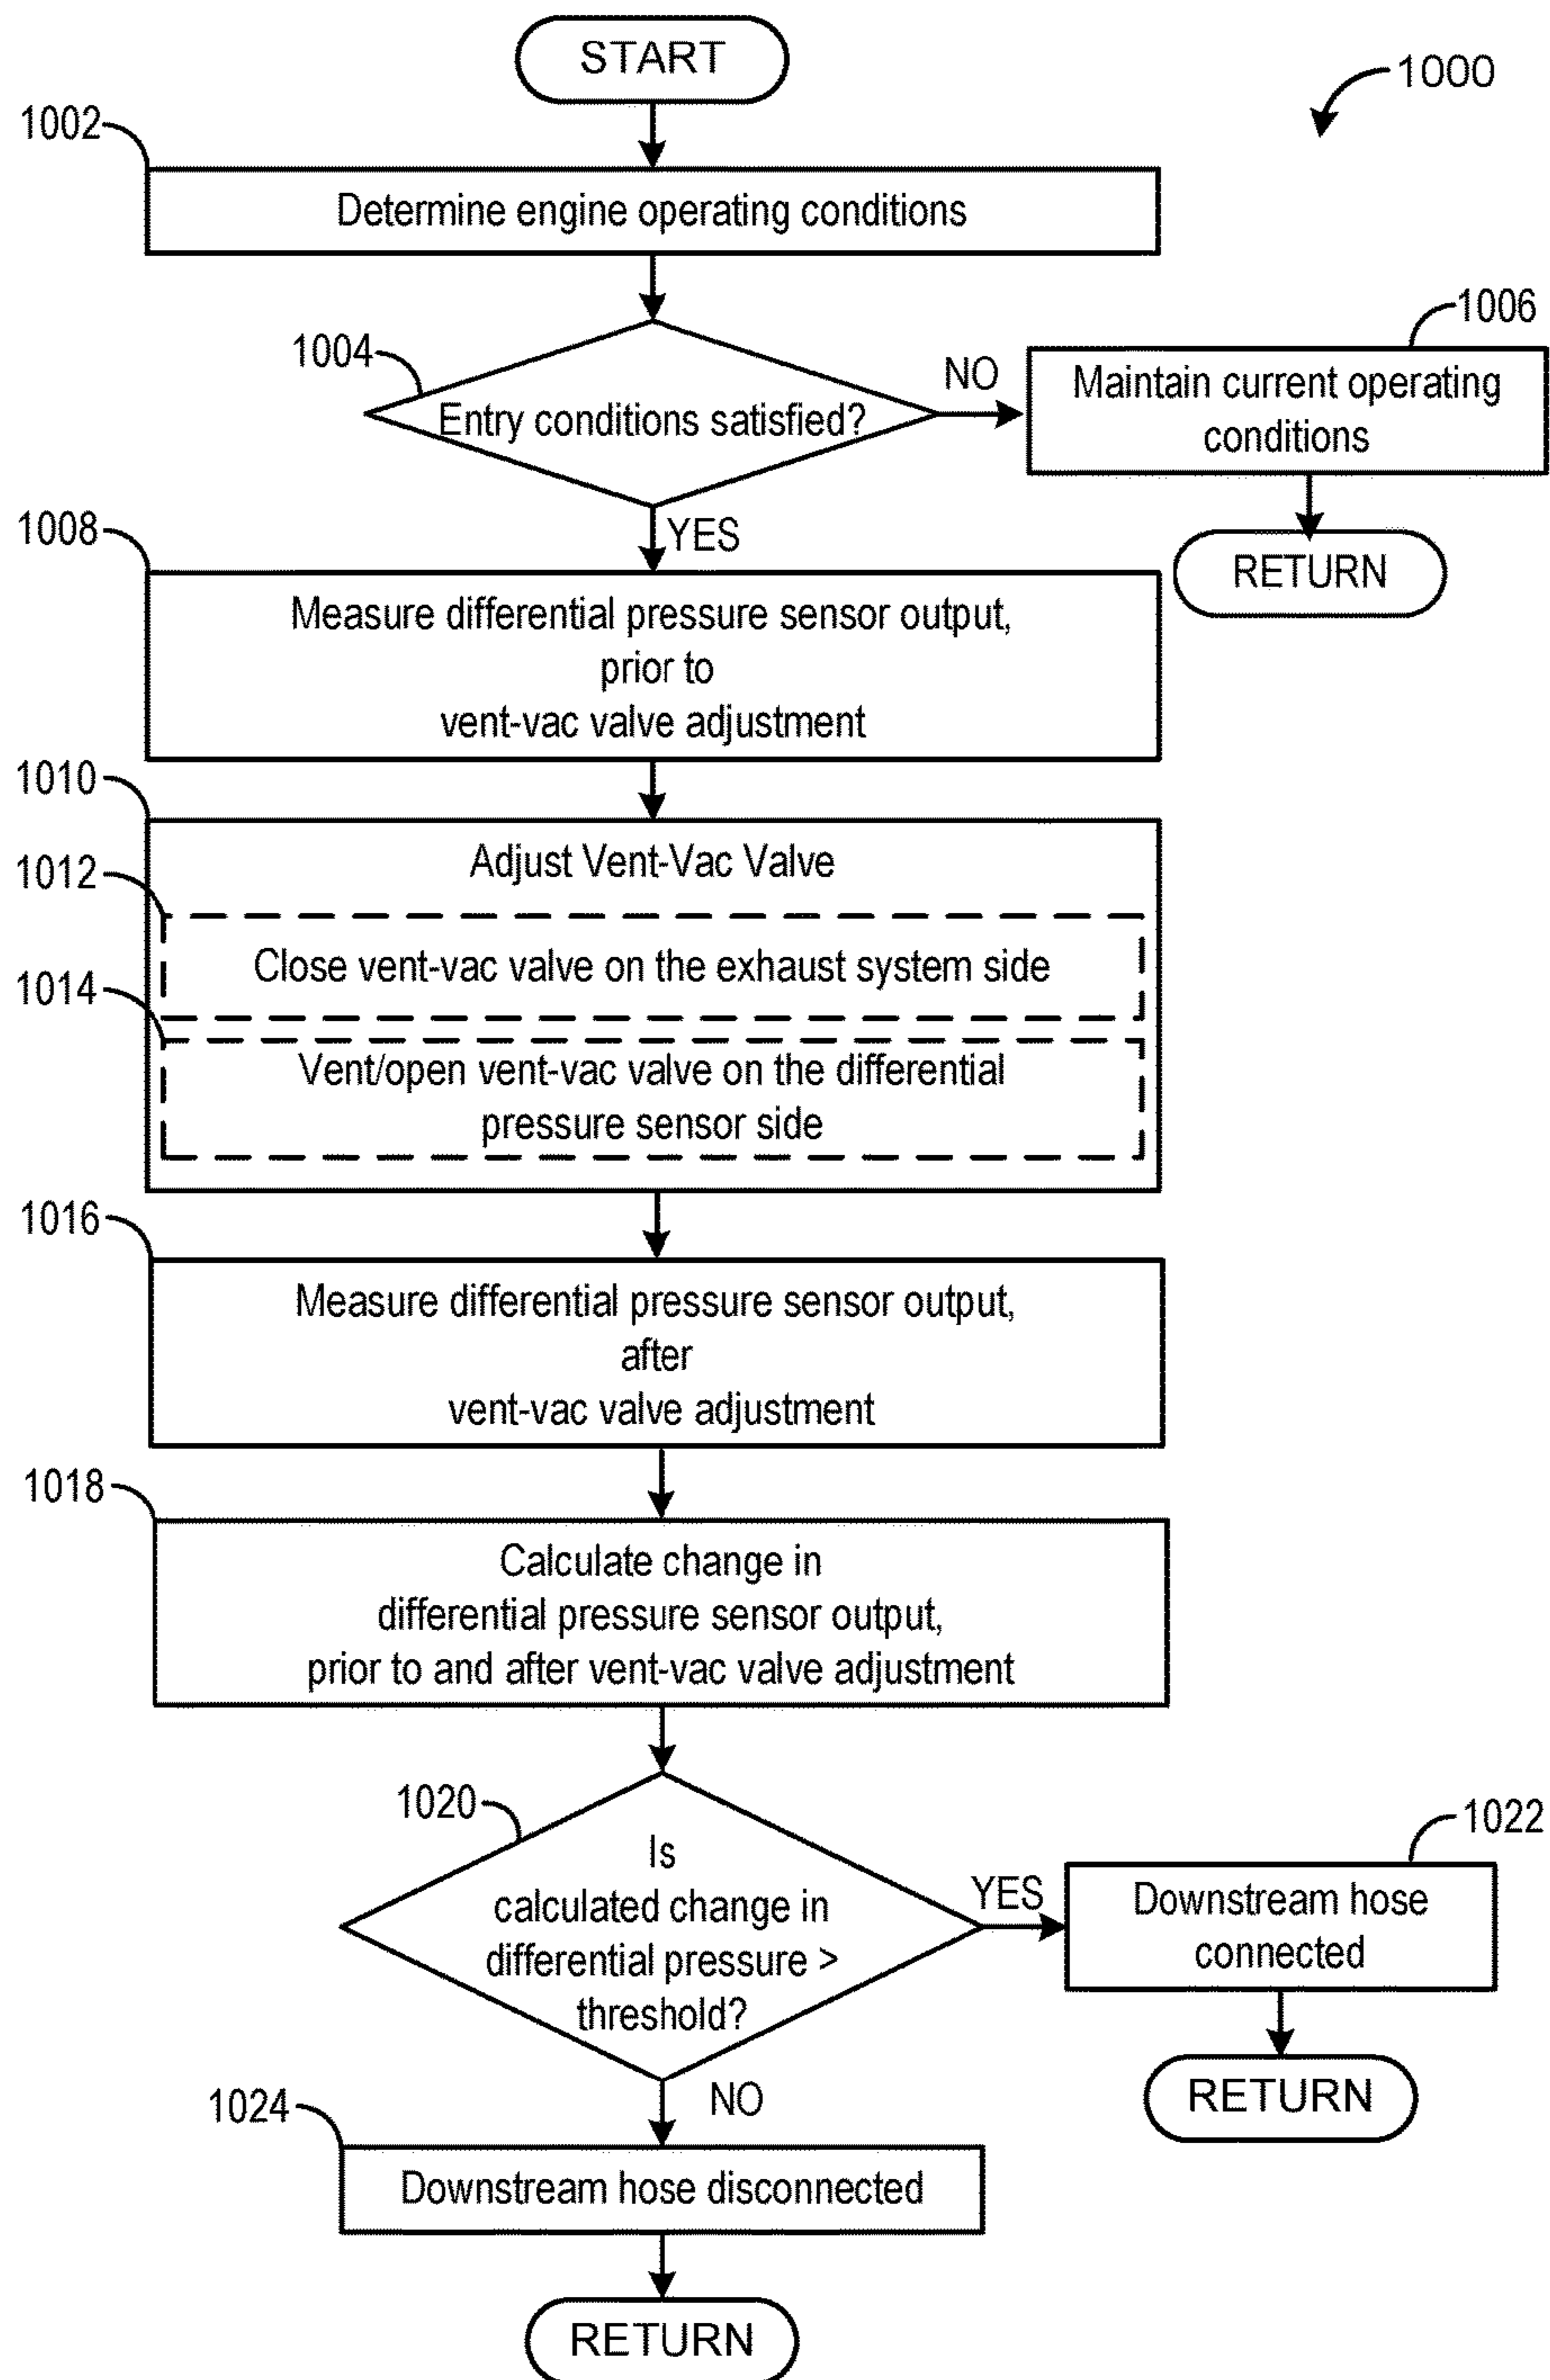 START
1000
1002
Determine engine operating conditions
1004
Entry conditions satisfied?
NO
1006
Maintain current operating
conditions
RETURN
YES
1008
Measure differential pressure sensor output,
prior to
vent-vac valve adjustment
1010
Adjust Vent-Vac Valve
1012
Close vent-vac valve on the exhaust system side
1014
Vent/open vent-vac valve on the differential
pressure sensor side
1016
Measure differential pressure sensor output,
after
vent-vac valve adjustment
1018
Calculate change in
differential pressure sensor output,
prior to and after vent-vac valve adjustment
1020
Is
calculated change in
differential pressure >
threshold?
YES
1022
Downstream hose
connected
RETURN
NO
1024
Downstream hose disconnected
RETURN